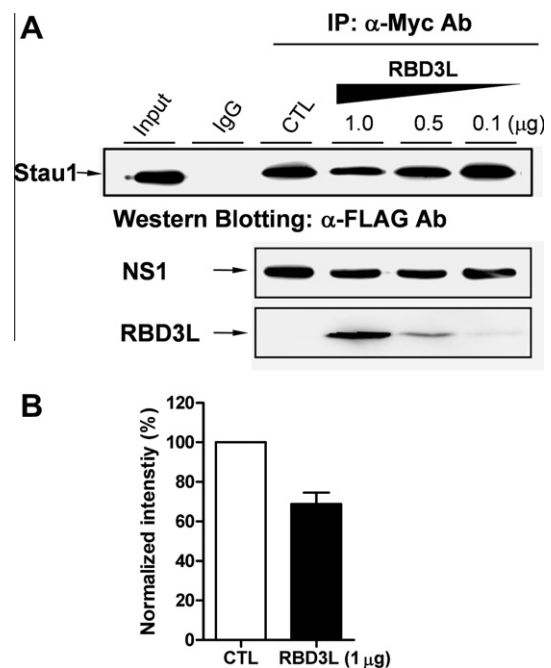 A
IP: α-Myc Ab
RBD3L
Input IgG CTL 1.0 0.5 0.1 (µg)
Stau1
Western Blotting: α-FLAG Ab
NS1
RBD3L
B
Normalized intenstiy (%)
120
100
80
60
40
20
0
CTL RBD3L (1 µg)